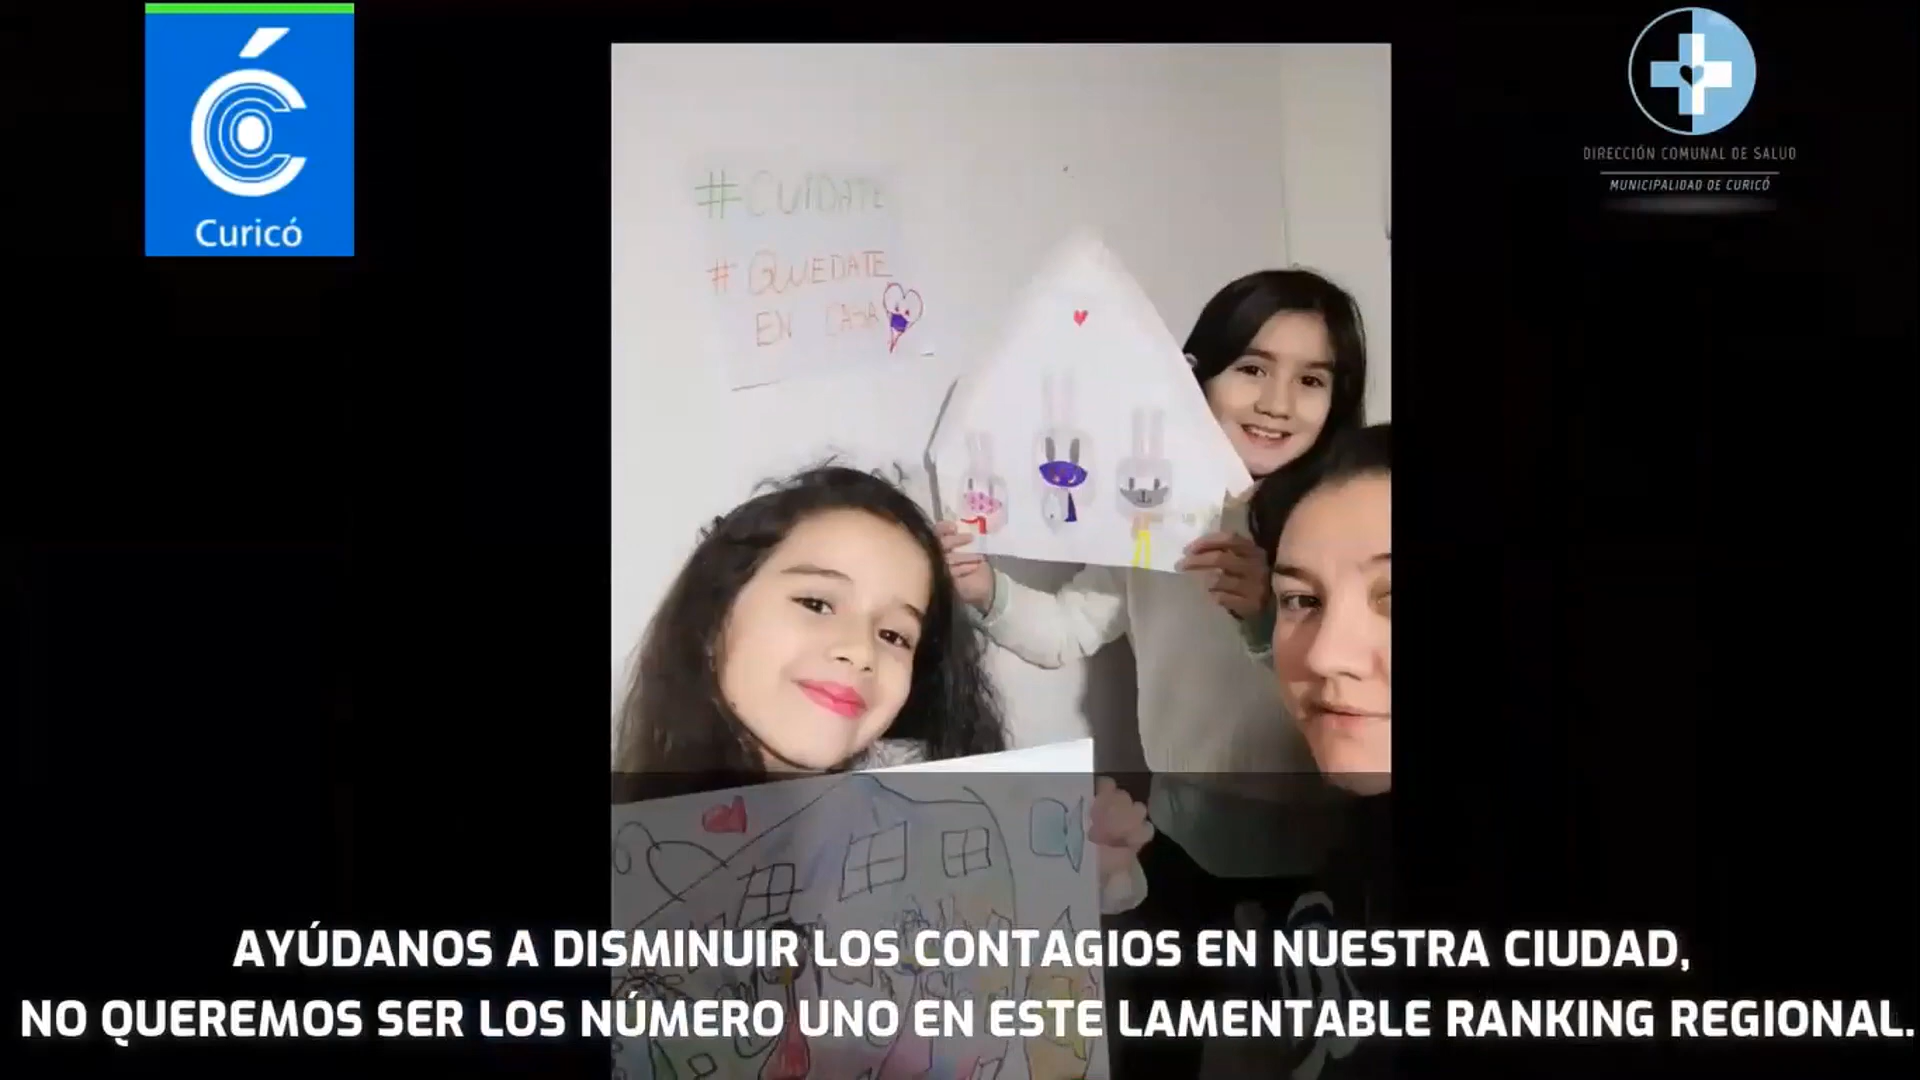 Curicó
DIRECCIÓN COMUNAL DE SALUD
MUNICIPALIDAD DE CURICÓ
#CUIDATE
# QUEDATE
EN CASA
AYÚDANOS A DISMINUIR LOS CONTAGIOS EN NUESTRA CIUDAD,
NO QUEREMOS SER LOS NÚMERO UNO EN ESTE LAMENTABLE RANKING REGIONAL.